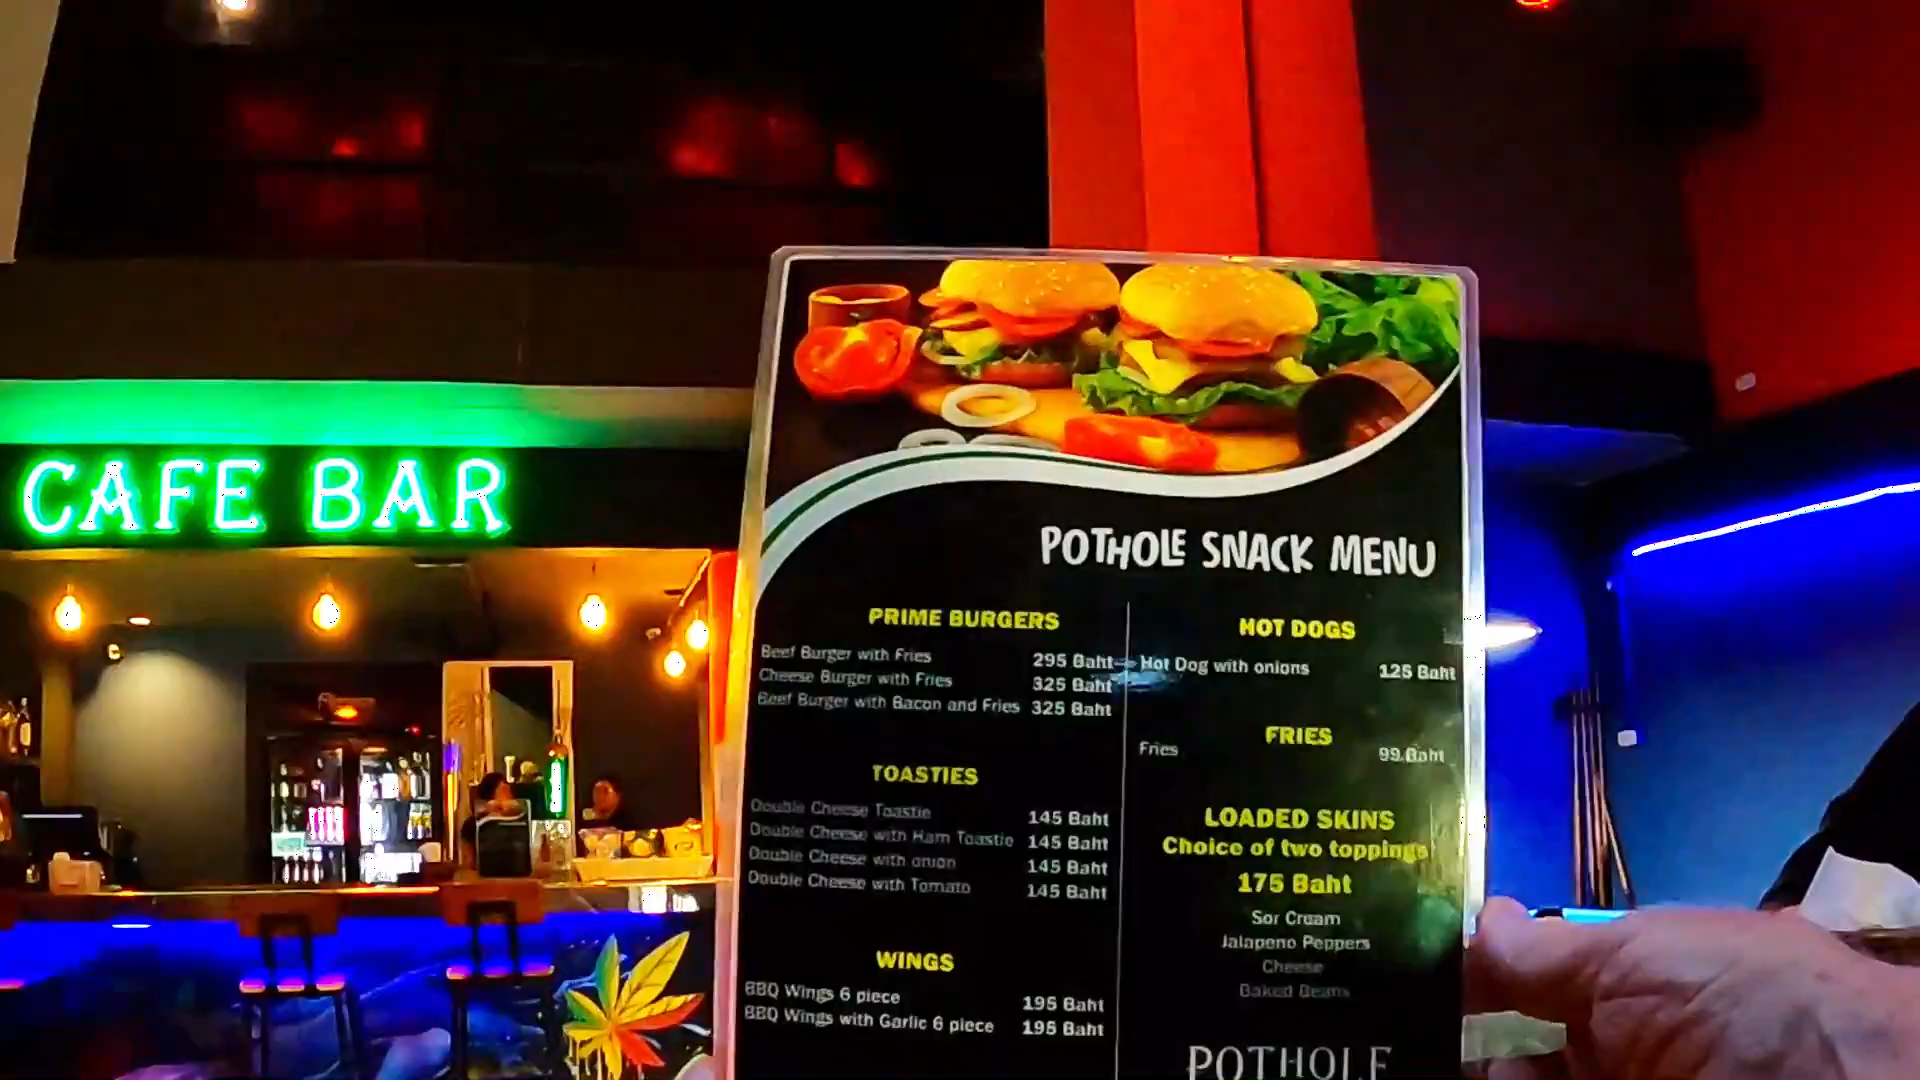 CAFE BAR
POTHOLE SNACK MENU
PRIME BURGERS
Beef Burger with Fries 295 Baht
Cheese Burger with Fries 325 Baht
Beef Burger with Bacon and Fries 325 Baht
TOASTIES
Double Cheese Toastie 145 Baht
Double Cheese with Ham Toastie 145 Baht
Double Cheese with onion 145 Baht
Double Cheese with Tomato 145 Baht
WINGS
BBQ Wings 6 piece 195 Baht
BBQ Wings with Garlic 6 piece 195 Baht
HOT DOGS
Hot Dog with onions 125 Baht
FRIES
Fries 99 Baht
LOADED SKINS
Choice of two toppings
175 Baht
Sor Cream
Jalapeno Peppers
Cheese
Baked Beans
POTHOLE